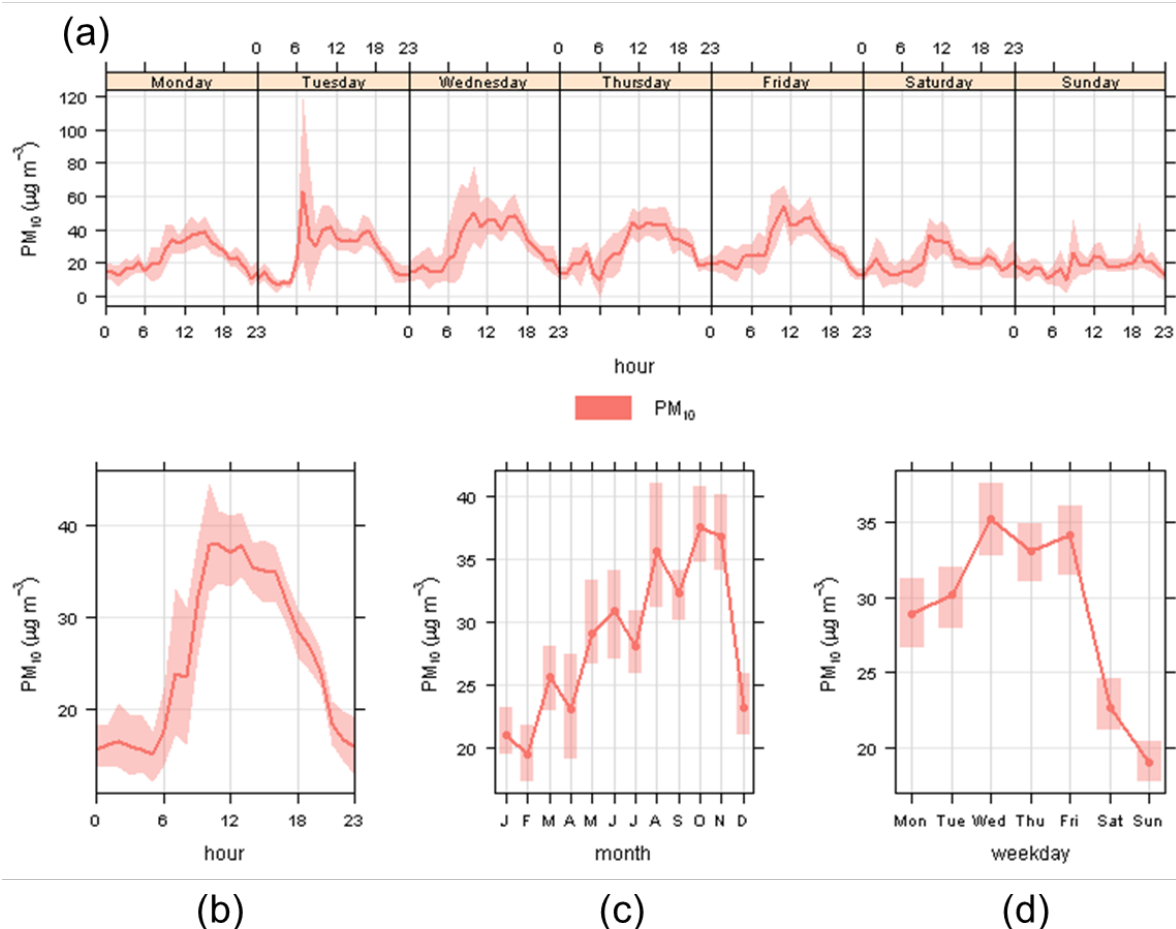 (a)
0 6 12 18 23 0 6 12 18 23 0 6 12 18 23
Monday Tuesday Wednesday Thursday Friday Saturday Sunday
120
100
80
60
40
20
0
PM₁₀ (µg m⁻³)
0 6 12 18 23 0 6 12 18 23 0 6 12 18 23 0 6 12 18 23
hour
PM₁₀
40
30
20
PM₁₀ (µg m⁻³)
0 6 12 18 23
hour
40
35
30
25
20
PM₁₀ (µg m⁻³)
J F M A M J J A S O N D
month
35
30
25
20
PM₁₀ (µg m⁻³)
Mon Tue Wed Thu Fri Sat Sun
weekday
(b) (c) (d)